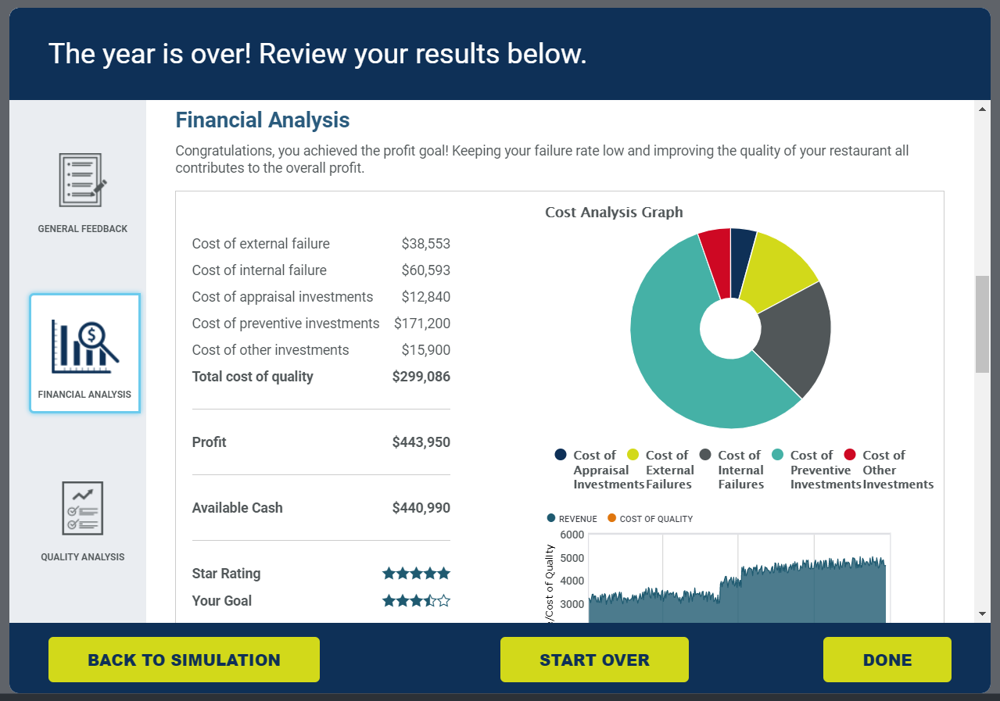 The year is over! Review your results below.
GENERAL FEEDBACK
FINANCIAL ANALYSIS
QUALITY ANALYSIS
Financial Analysis
Congratulations, you achieved the profit goal! Keeping your failure rate low and improving the quality of your restaurant all
contributes to the overall profit.
Cost of external failure $38,553
Cost of internal failure $60,593
Cost of appraisal investments $12,840
Cost of preventive investments $171,200
Cost of other investments $15,900
Total cost of quality $299,086
Profit $443,950
Available Cash $440,990
Star Rating
Your Goal
Cost Analysis Graph
$
Cost of Appraisal Investments
Cost of External Failures
Cost of Internal Failures
Cost of Preventive Investments
Cost of Other Investments
REVENUE COST OF QUALITY
6000
5000
4000
3000
/Cost of Quality
BACK TO SIMULATION
START OVER
DONE